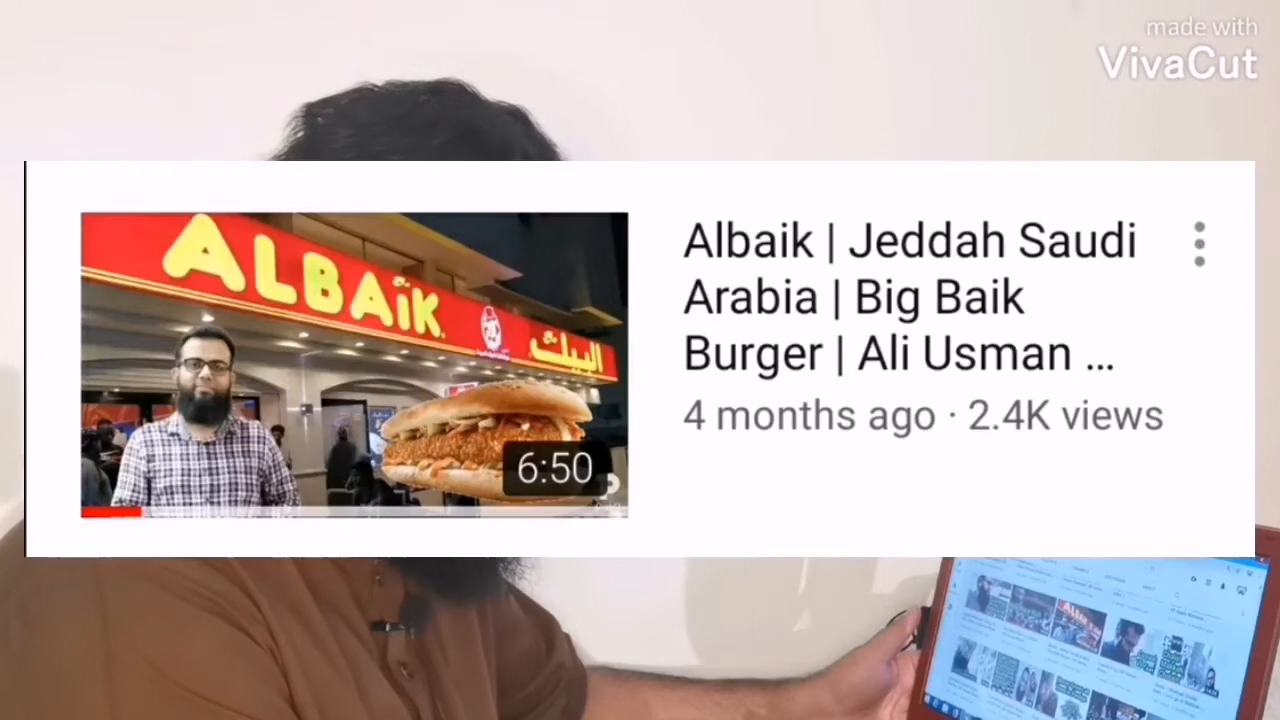 made with
VivaCut
ALBAIK
البيك
Albaik | Jeddah Saudi
Arabia | Big Baik
Burger | Ali Usman ...
4 months ago · 2.4K views
6:50